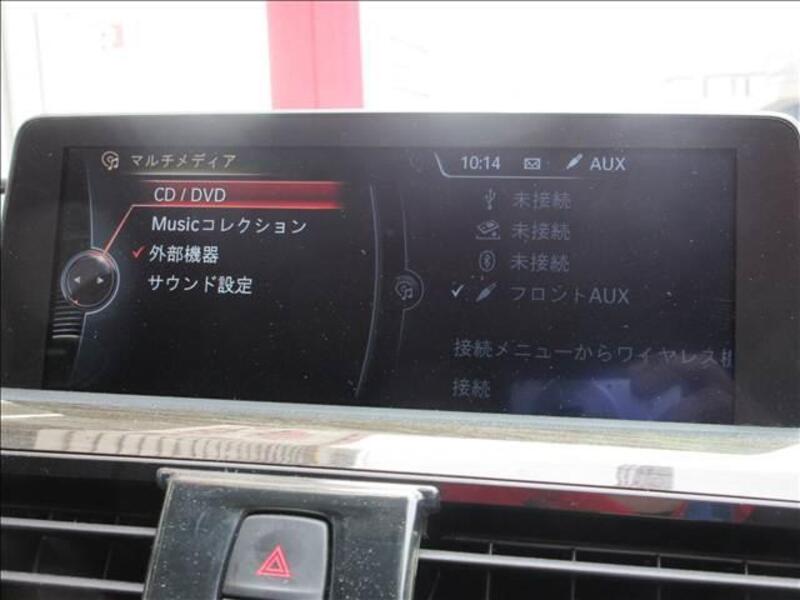 マルチメディア
10:14 AUX
CD / DVD
Musicコレクション
外部機器
サウンド設定
未接続
未接続
未接続
フロントAUX
接続メニューからワイヤレス
接続